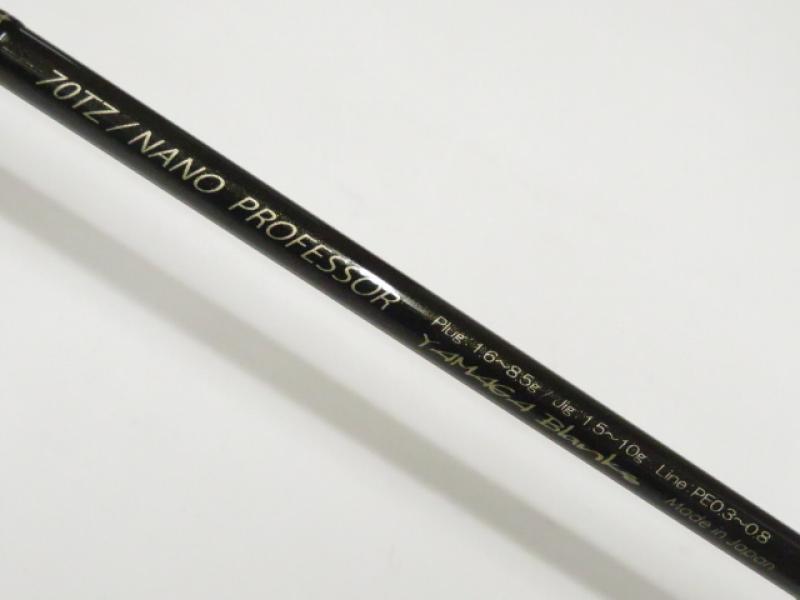 70TZ / NANO PROFESSOR
Plug:1.6～8.5g / Jig:1.5～10g Line:PE0.3～0.8
YAMAGA Blanks
Made in Japan